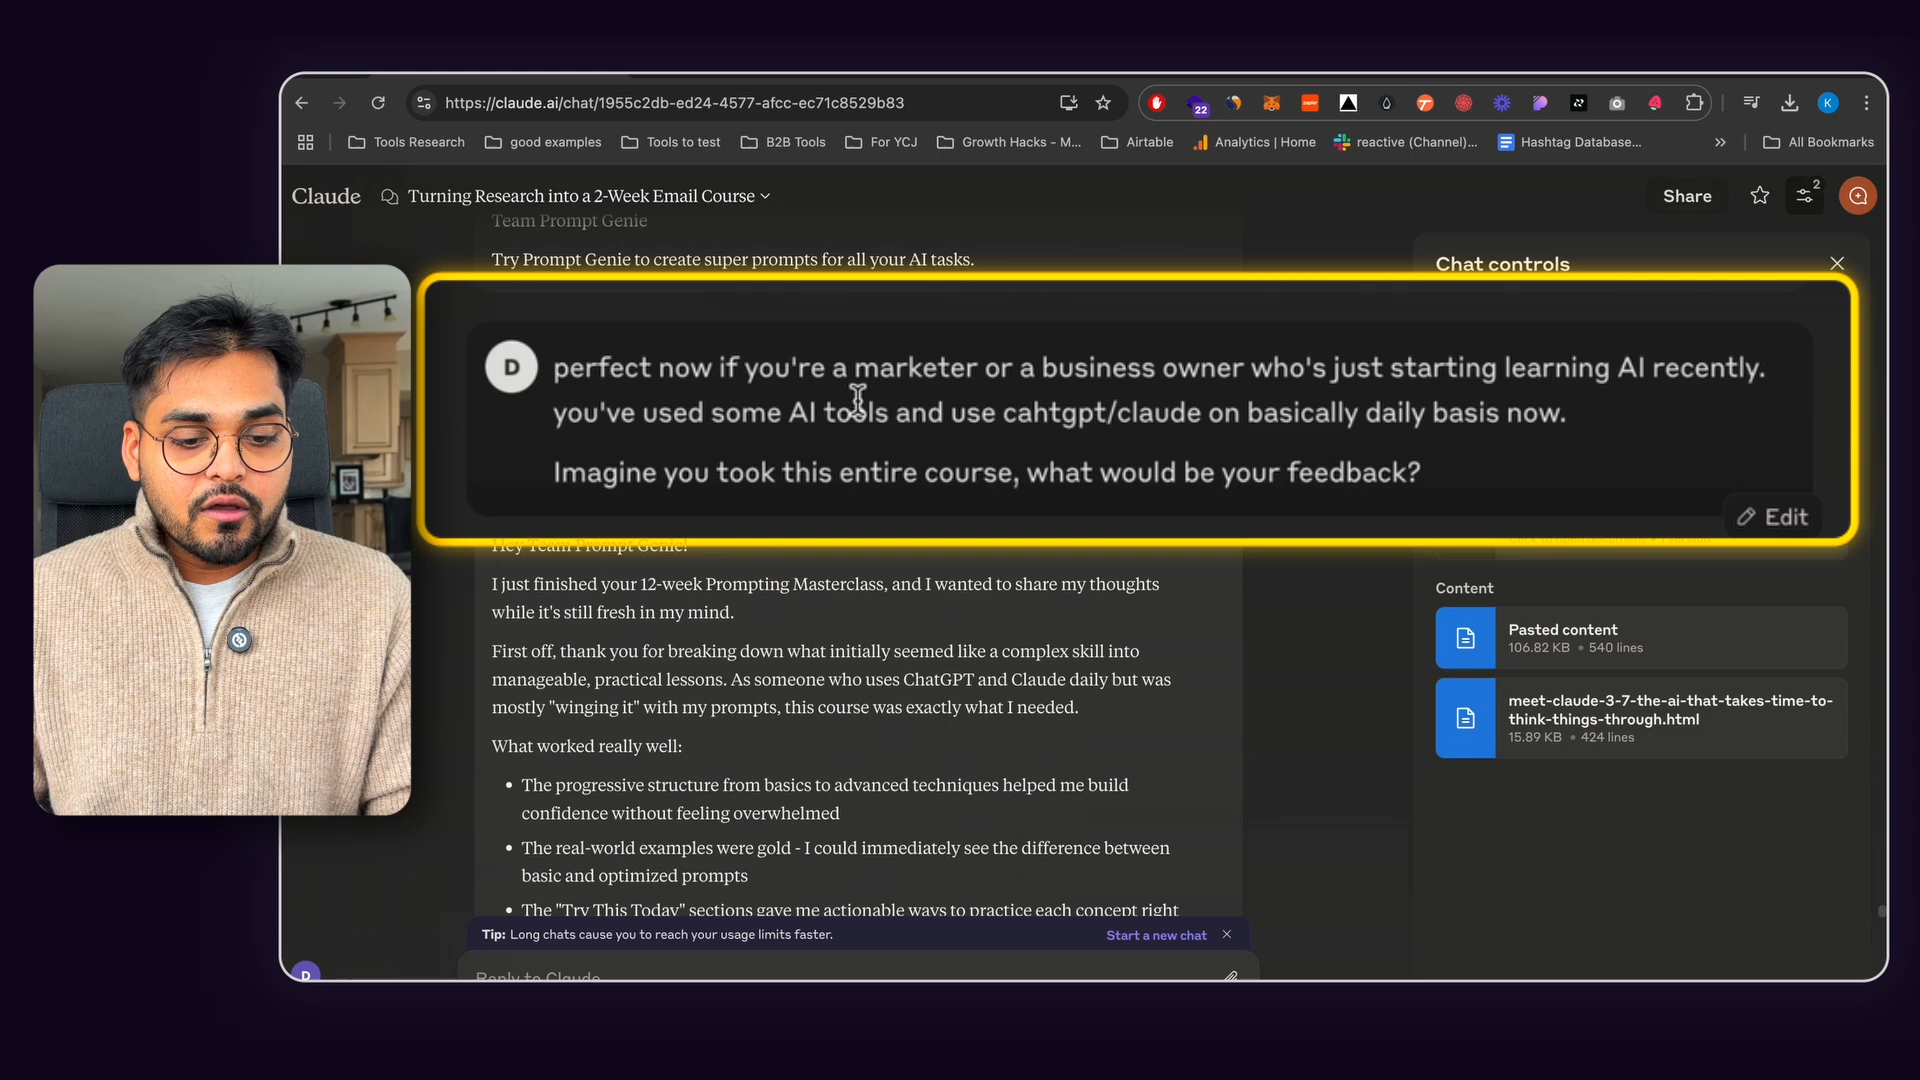 https://claude.ai/chat/1955c2db-ed24-4577-afcc-ec71c8529b83
22
K
Tools Research
good examples
Tools to test
B2B Tools
For YCJ
Growth Hacks - M...
Airtable
Analytics | Home
reactive (Channel)...
Hashtag Database...
All Bookmarks
Claude
Turning Research into a 2-Week Email Course
Share
2
Team Prompt Genie
Try Prompt Genie to create super prompts for all your AI tasks.
Chat controls
D
perfect now if you're a marketer or a business owner who's just starting learning AI recently.
you've used some AI tools and use cahtgpt/claude on basically daily basis now.
Imagine you took this entire course, what would be your feedback?
Edit
Hey Team Prompt Genie!
I just finished your 12-week Prompting Masterclass, and I wanted to share my thoughts
while it's still fresh in my mind.
First off, thank you for breaking down what initially seemed like a complex skill into
manageable, practical lessons. As someone who uses ChatGPT and Claude daily but was
mostly "winging it" with my prompts, this course was exactly what I needed.
What worked really well:
• The progressive structure from basics to advanced techniques helped me build
confidence without feeling overwhelmed
• The real-world examples were gold - I could immediately see the difference between
basic and optimized prompts
• The "Try This Today" sections gave me actionable ways to practice each concept right
Tip: Long chats cause you to reach your usage limits faster.
Start a new chat
D
Reply to Claude
Content
Pasted content
106.82 KB • 540 lines
meet-claude-3-7-the-ai-that-takes-time-to-
think-things-through.html
15.89 KB • 424 lines